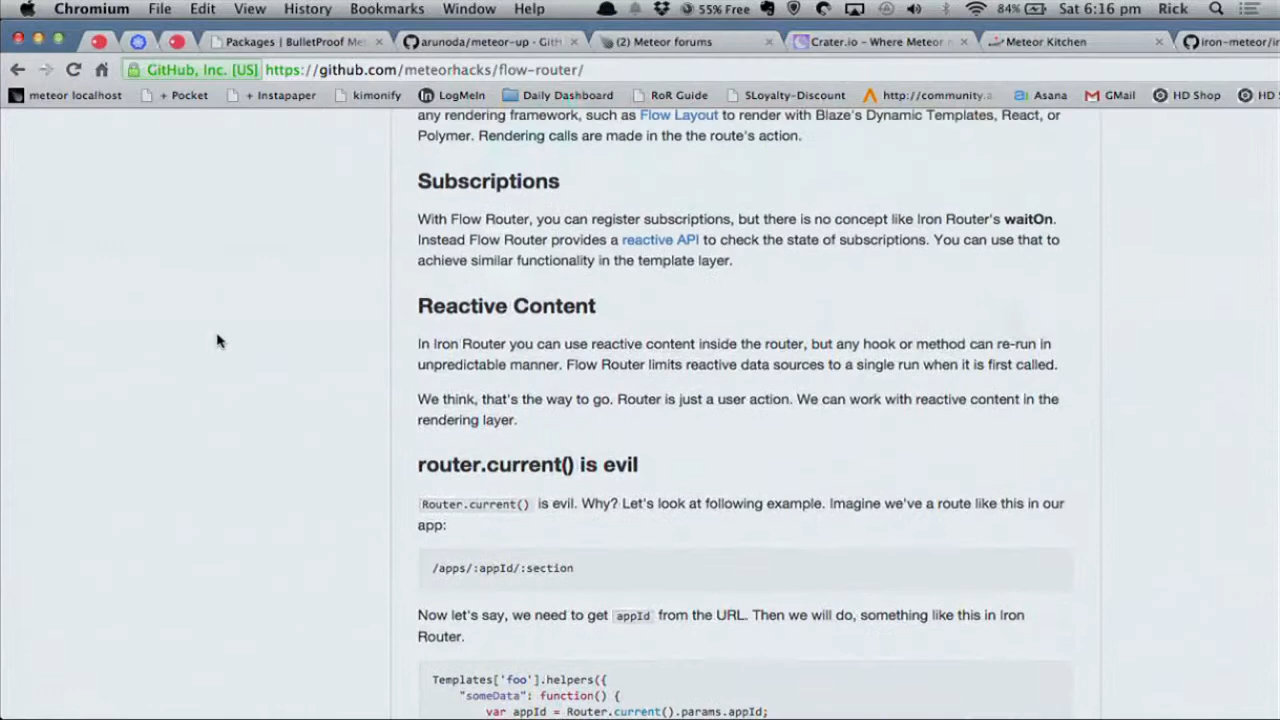 Chromium File Edit View History Bookmarks Window Help 55% Free 84% Sat 6:16 pm Rick
Packages | BulletProof Me arunoda/meteor-up - GitH (2) Meteor forums Crater.io – Where Meteor Meteor Kitchen iron-meteor/ir
GitHub, Inc. [US] https://github.com/meteorhacks/flow-router/
meteor localhost + Pocket + Instapaper kimonify LogMeIn Daily Dashboard RoR Guide SLoyalty-Discount http://community.a Asana GMail HD Shop HD
any rendering framework, such as Flow Layout to render with Blaze's Dynamic Templates, React, or
Polymer. Rendering calls are made in the the route's action.
Subscriptions
With Flow Router, you can register subscriptions, but there is no concept like Iron Router's waitOn.
Instead Flow Router provides a reactive API to check the state of subscriptions. You can use that to
achieve similar functionality in the template layer.
Reactive Content
In Iron Router you can use reactive content inside the router, but any hook or method can re-run in
unpredictable manner. Flow Router limits reactive data sources to a single run when it is first called.
We think, that's the way to go. Router is just a user action. We can work with reactive content in the
rendering layer.
router.current() is evil
Router.current() is evil. Why? Let's look at following example. Imagine we've a route like this in our
app:
/apps/:appId/:section
Now let's say, we need to get appId from the URL. Then we will do, something like this in Iron
Router.
Templates['foo'].helpers({
"someData": function() {
var appId = Router.current().params.appId;